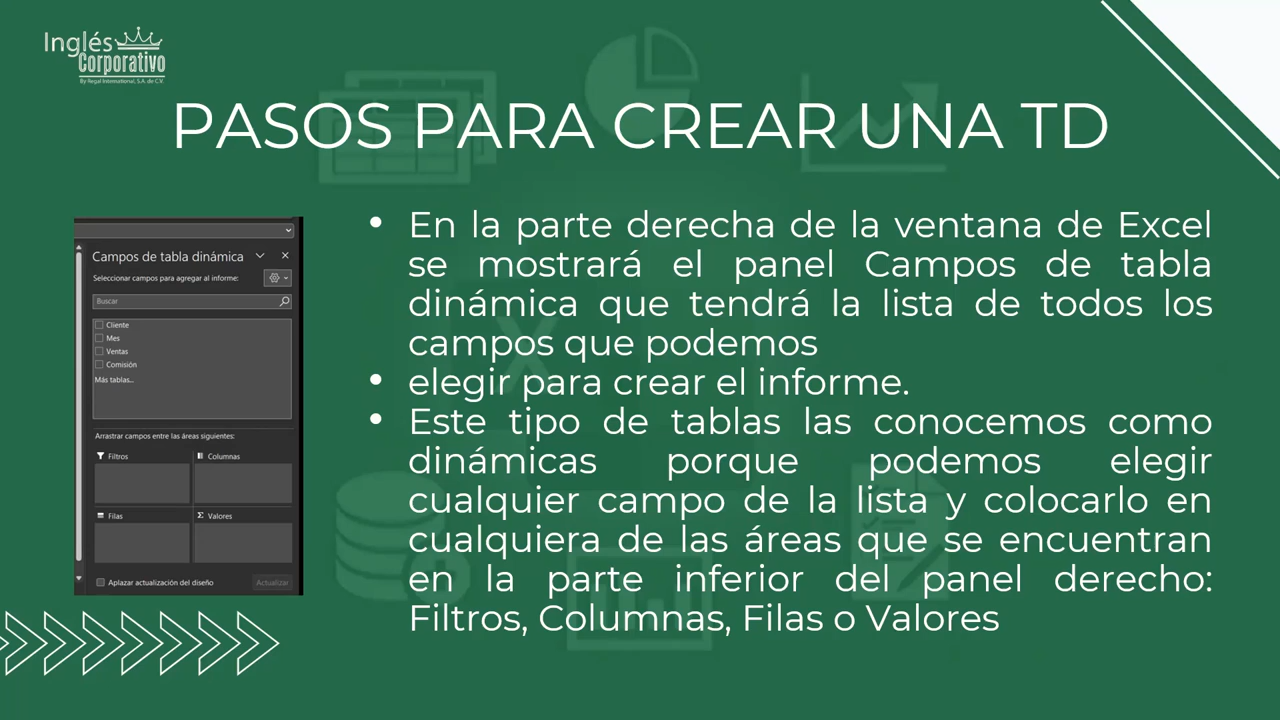 Inglés
Corporativo
By Regal International, S.A. de C.V.
PASOS PARA CREAR UNA TD
Campos de tabla dinámica
Seleccionar campos para agregar al informe:
Buscar
Cliente
Mes
Ventas
Comisión
Más tablas...
Arrastrar campos entre las áreas siguientes:
Filtros
Columnas
Filas
Σ Valores
Aplazar actualización del diseño
Actualizar
• En la parte derecha de la ventana de Excel
se mostrará el panel Campos de tabla
dinámica que tendrá la lista de todos los
campos que podemos
• elegir para crear el informe.
• Este tipo de tablas las conocemos como
dinámicas porque podemos elegir
cualquier campo de la lista y colocarlo en
cualquiera de las áreas que se encuentran
en la parte inferior del panel derecho:
Filtros, Columnas, Filas o Valores